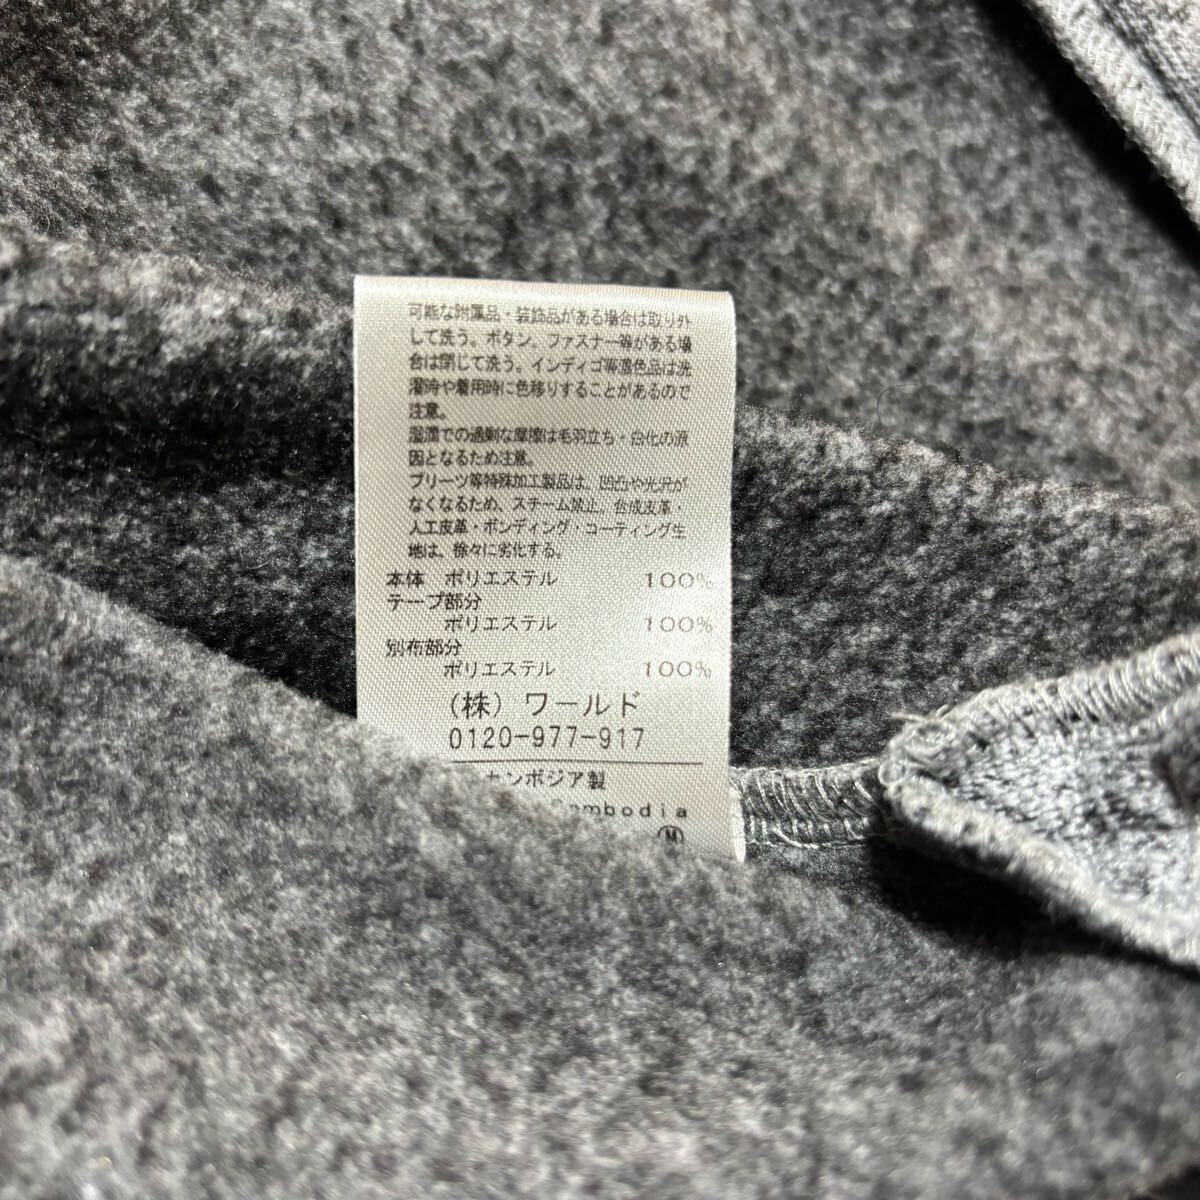 可能な附属品・装飾品がある場合は取り外
して洗う。ボタン、ファスナー等がある場
合は閉じて洗う。インディゴ等濃色品は洗
濯時や着用時に色移りすることがあるので
注意。
湿潤での過剰な摩擦は毛羽立ち・白化の原
因となるため注意。
プリーツ等特殊加工製品は、凹凸や光沢が
なくなるため、スチーム禁止。合成皮革・
人工皮革・ボンディング・コーティング生
地は、徐々に劣化する。
本体 ポリエステル 100%
テープ部分
ポリエステル 100%
別布部分
ポリエステル 100%
(株) ワールド
0120-977-917
カンボジア製
Cambodia
M